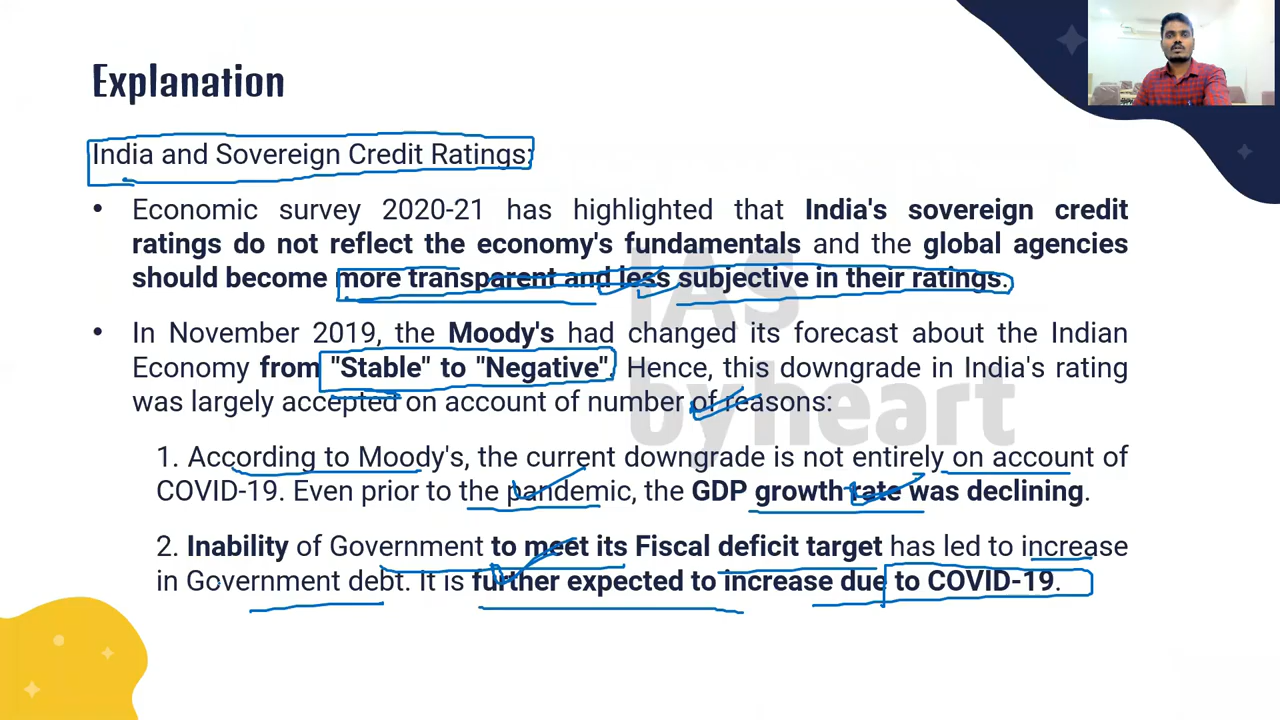 Explanation
India and Sovereign Credit Ratings:
• Economic survey 2020-21 has highlighted that India's sovereign credit
ratings do not reflect the economy's fundamentals and the global agencies
should become more transparent and less subjective in their ratings.
• In November 2019, the Moody's had changed its forecast about the Indian
Economy from "Stable" to "Negative". Hence, this downgrade in India's rating
was largely accepted on account of number of reasons:
1. According to Moody's, the current downgrade is not entirely on account of
COVID-19. Even prior to the pandemic, the GDP growth rate was declining.
2. Inability of Government to meet its Fiscal deficit target has led to increase
in Government debt. It is further expected to increase due to COVID-19.
IAS
byheart